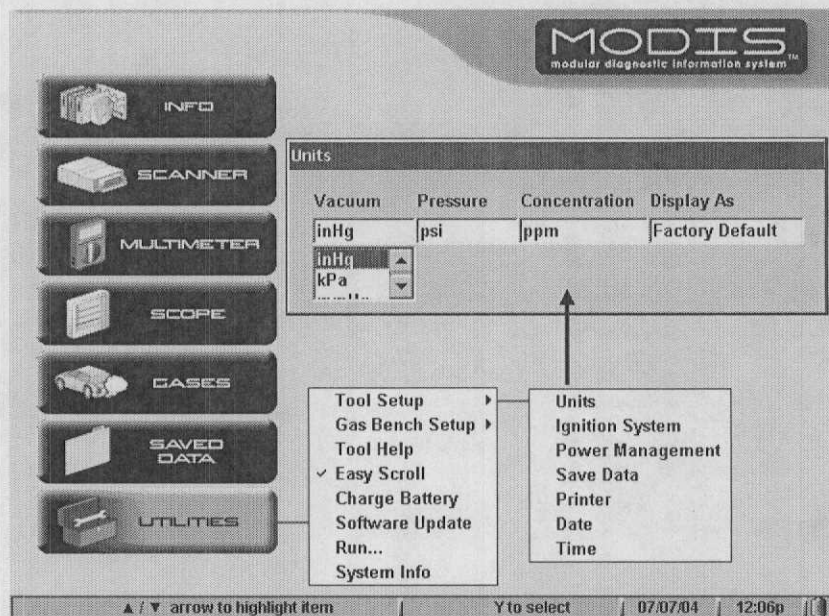 MODIS
modular diagnostic information system™
INFO
SCANNER
MULTIMETER
SCOPE
GASES
SAVED
DATA
UTILITIES
Units
Vacuum Pressure Concentration Display As
inHg psi ppm Factory Default
inHg
kPa
Tool Setup
Gas Bench Setup
Tool Help
✓ Easy Scroll
Charge Battery
Software Update
Run...
System Info
Units
Ignition System
Power Management
Save Data
Printer
Date
Time
▲ / ▼ arrow to highlight item Y to select 07/07/04 12:06p